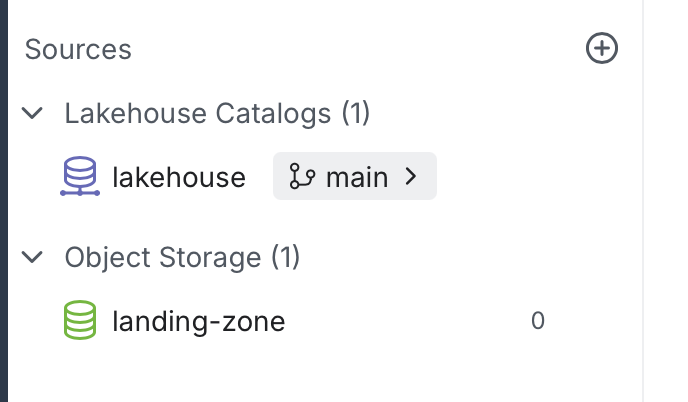 Sources
Lakehouse Catalogs (1)
lakehouse main
Object Storage (1)
landing-zone 0